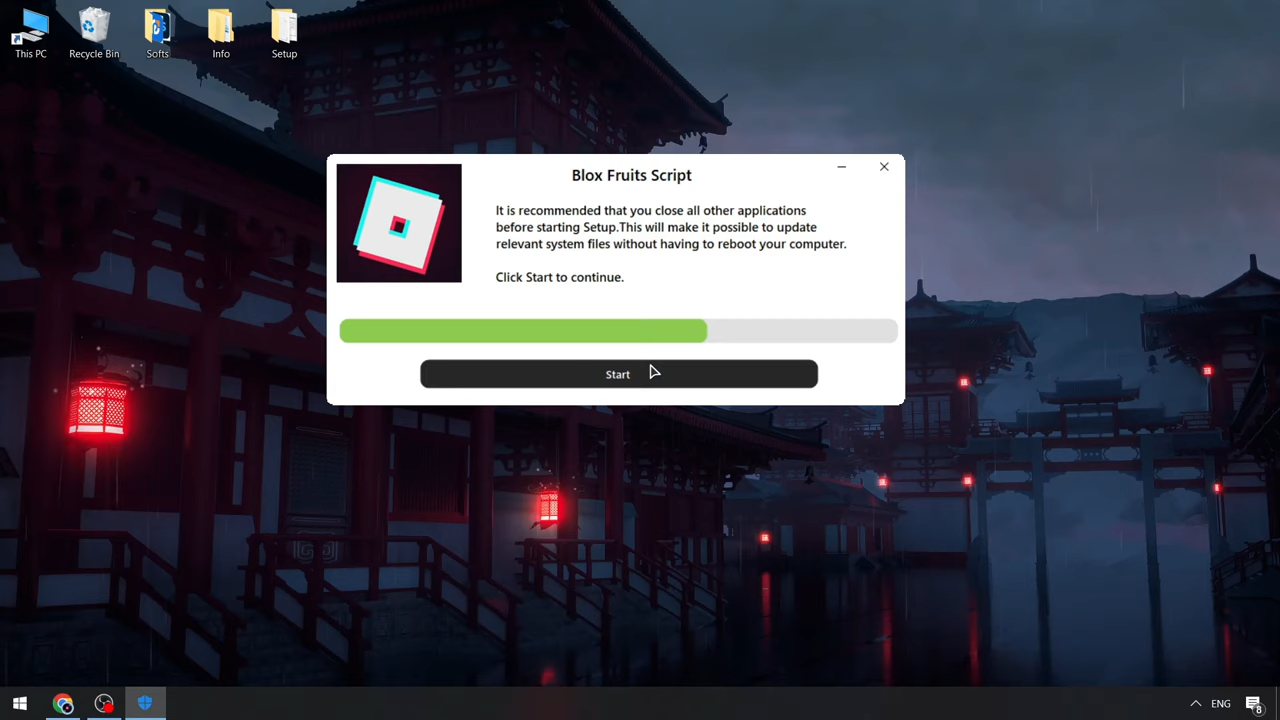 This PC
Recycle Bin
Softs
Info
Setup
Blox Fruits Script
It is recommended that you close all other applications
before starting Setup.This will make it possible to update
relevant system files without having to reboot your computer.
Click Start to continue.
Start
ENG
8